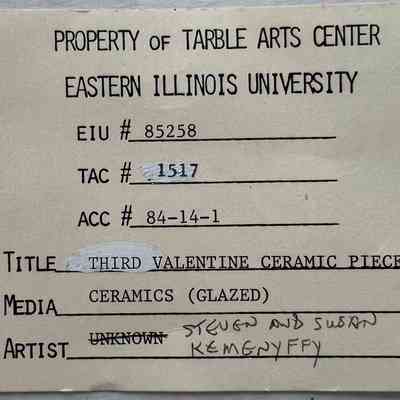 PROPERTY OF TARBLE ARTS CENTER
EASTERN ILLINOIS UNIVERSITY
EIU # 85258
TAC # 1517
ACC # 84-14-1
TITLE THIRD VALENTINE CERAMIC PIECE
MEDIA CERAMICS (GLAZED)
ARTIST UNKNOWN STEVEN AND SUSAN
KEMENYFFY